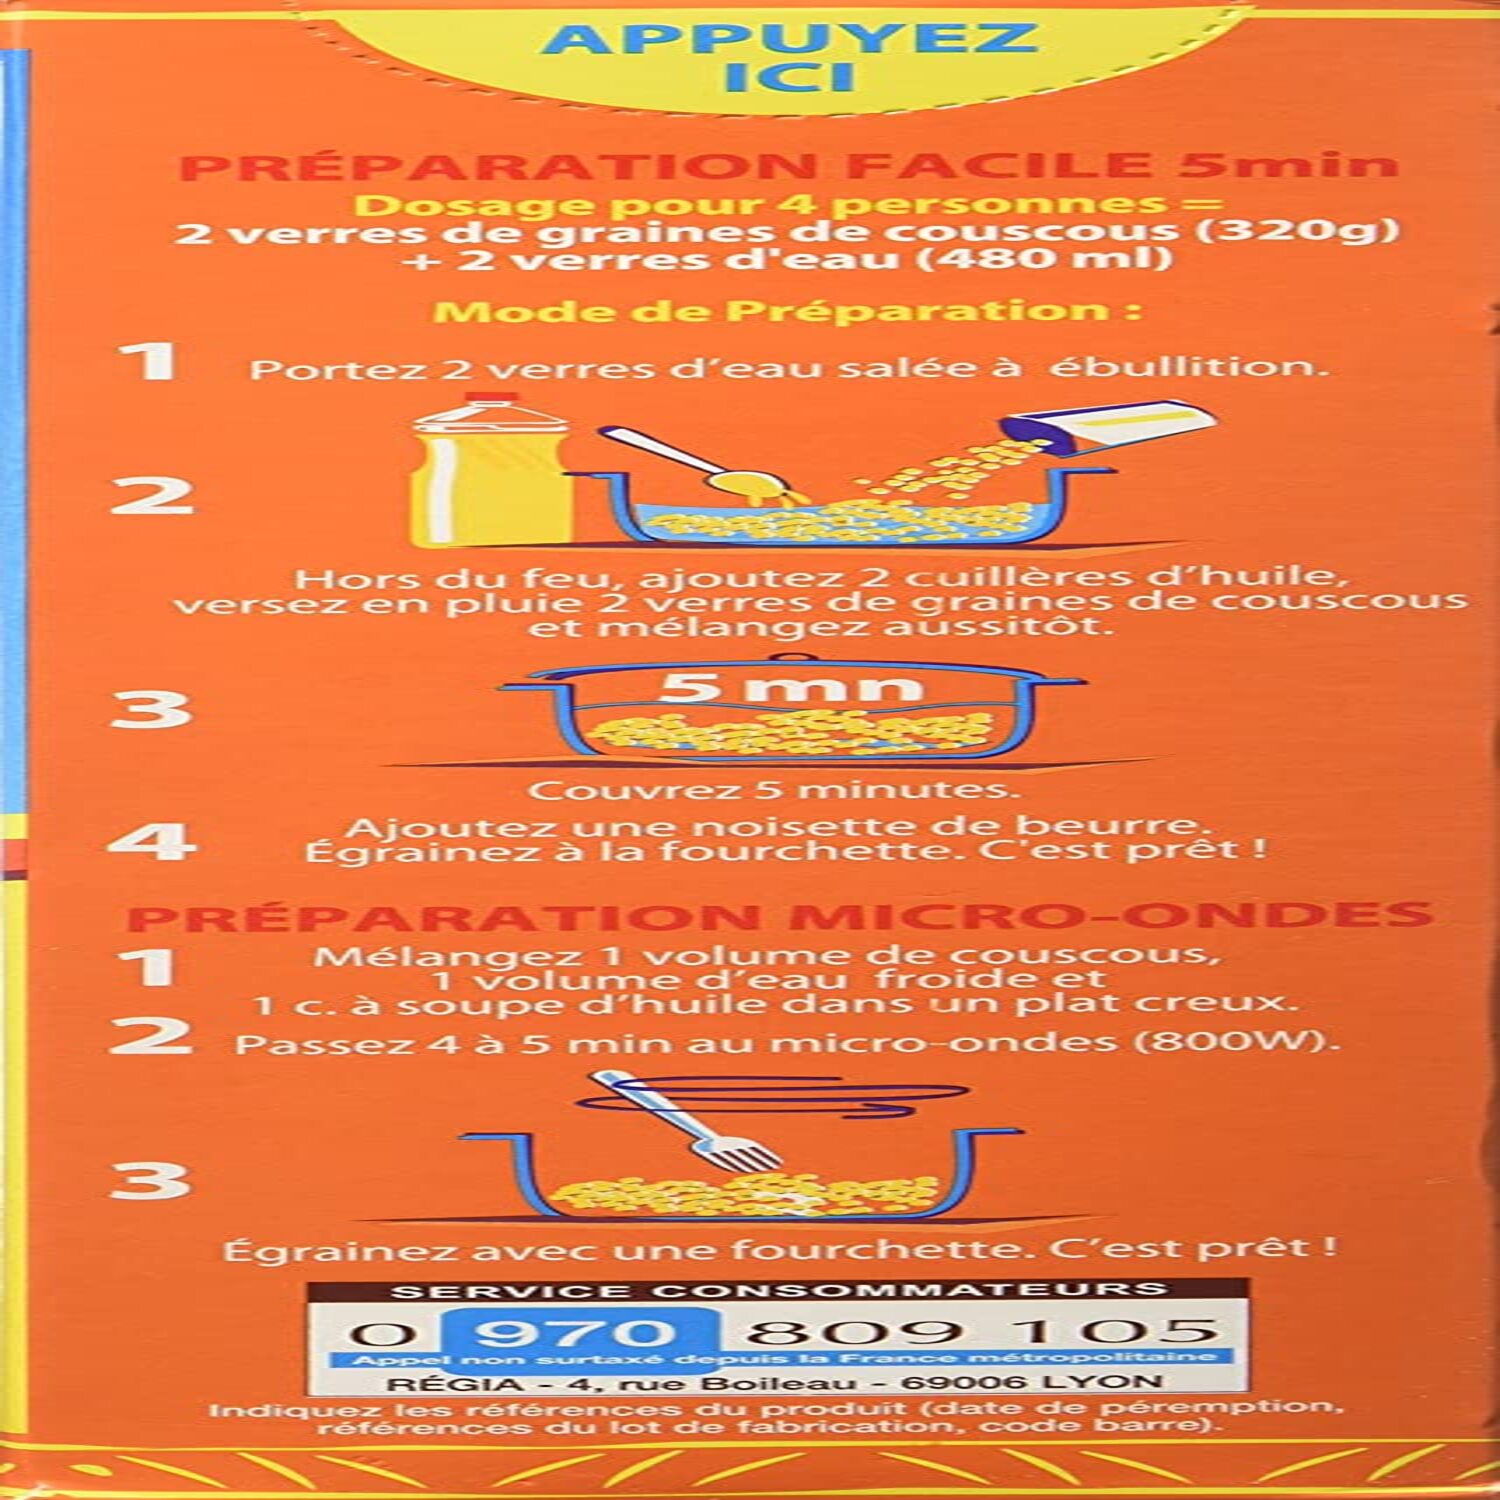 APPUYEZ
ICI
PRÉPARATION FACILE 5min
Dosage pour 4 personnes =
2 verres de graines de couscous (320g)
+ 2 verres d'eau (480 ml)
Mode de Préparation :
1 Portez 2 verres d'eau salée à ébullition.
2
Hors du feu, ajoutez 2 cuillères d'huile,
versez en pluie 2 verres de graines de couscous
et mélangez aussitôt.
5 mn
3
Couvrez 5 minutes.
4 Ajoutez une noisette de beurre.
Égrainez à la fourchette. C'est prêt !
PRÉPARATION MICRO-ONDES
1 Mélangez 1 volume de couscous,
1 volume d'eau froide et
1 c. à soupe d'huile dans un plat creux.
2 Passez 4 à 5 min au micro-ondes (800W).
3
Égrainez avec une fourchette. C'est prêt !
SERVICE CONSOMMATEURS
0 970 809 105
Appel non surtaxé depuis la France métropolitaine
RÉGIA - 4, rue Boileau - 69006 LYON
Indiquez les références du produit (date de péremption,
références du lot de fabrication, code barre).